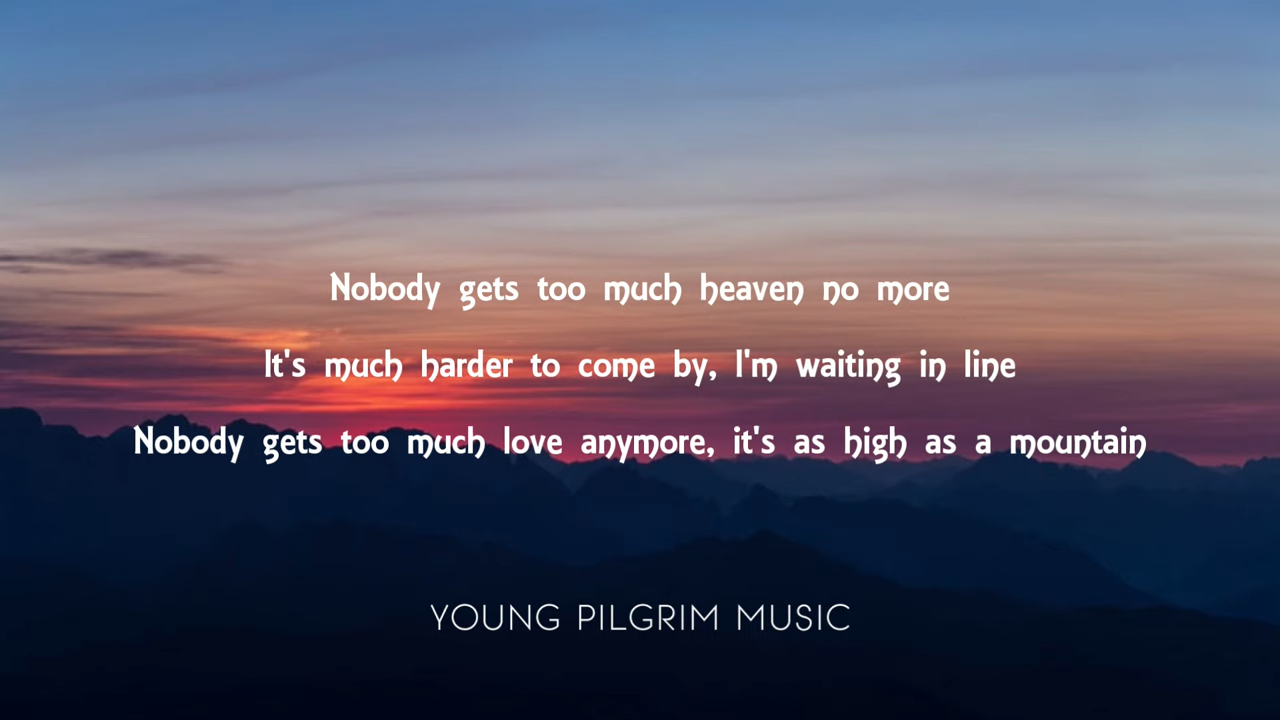 Nobody gets too much heaven no more
It's much harder to come by, I'm waiting in line
Nobody gets too much love anymore, it's as high as a mountain
YOUNG PILGRIM MUSIC